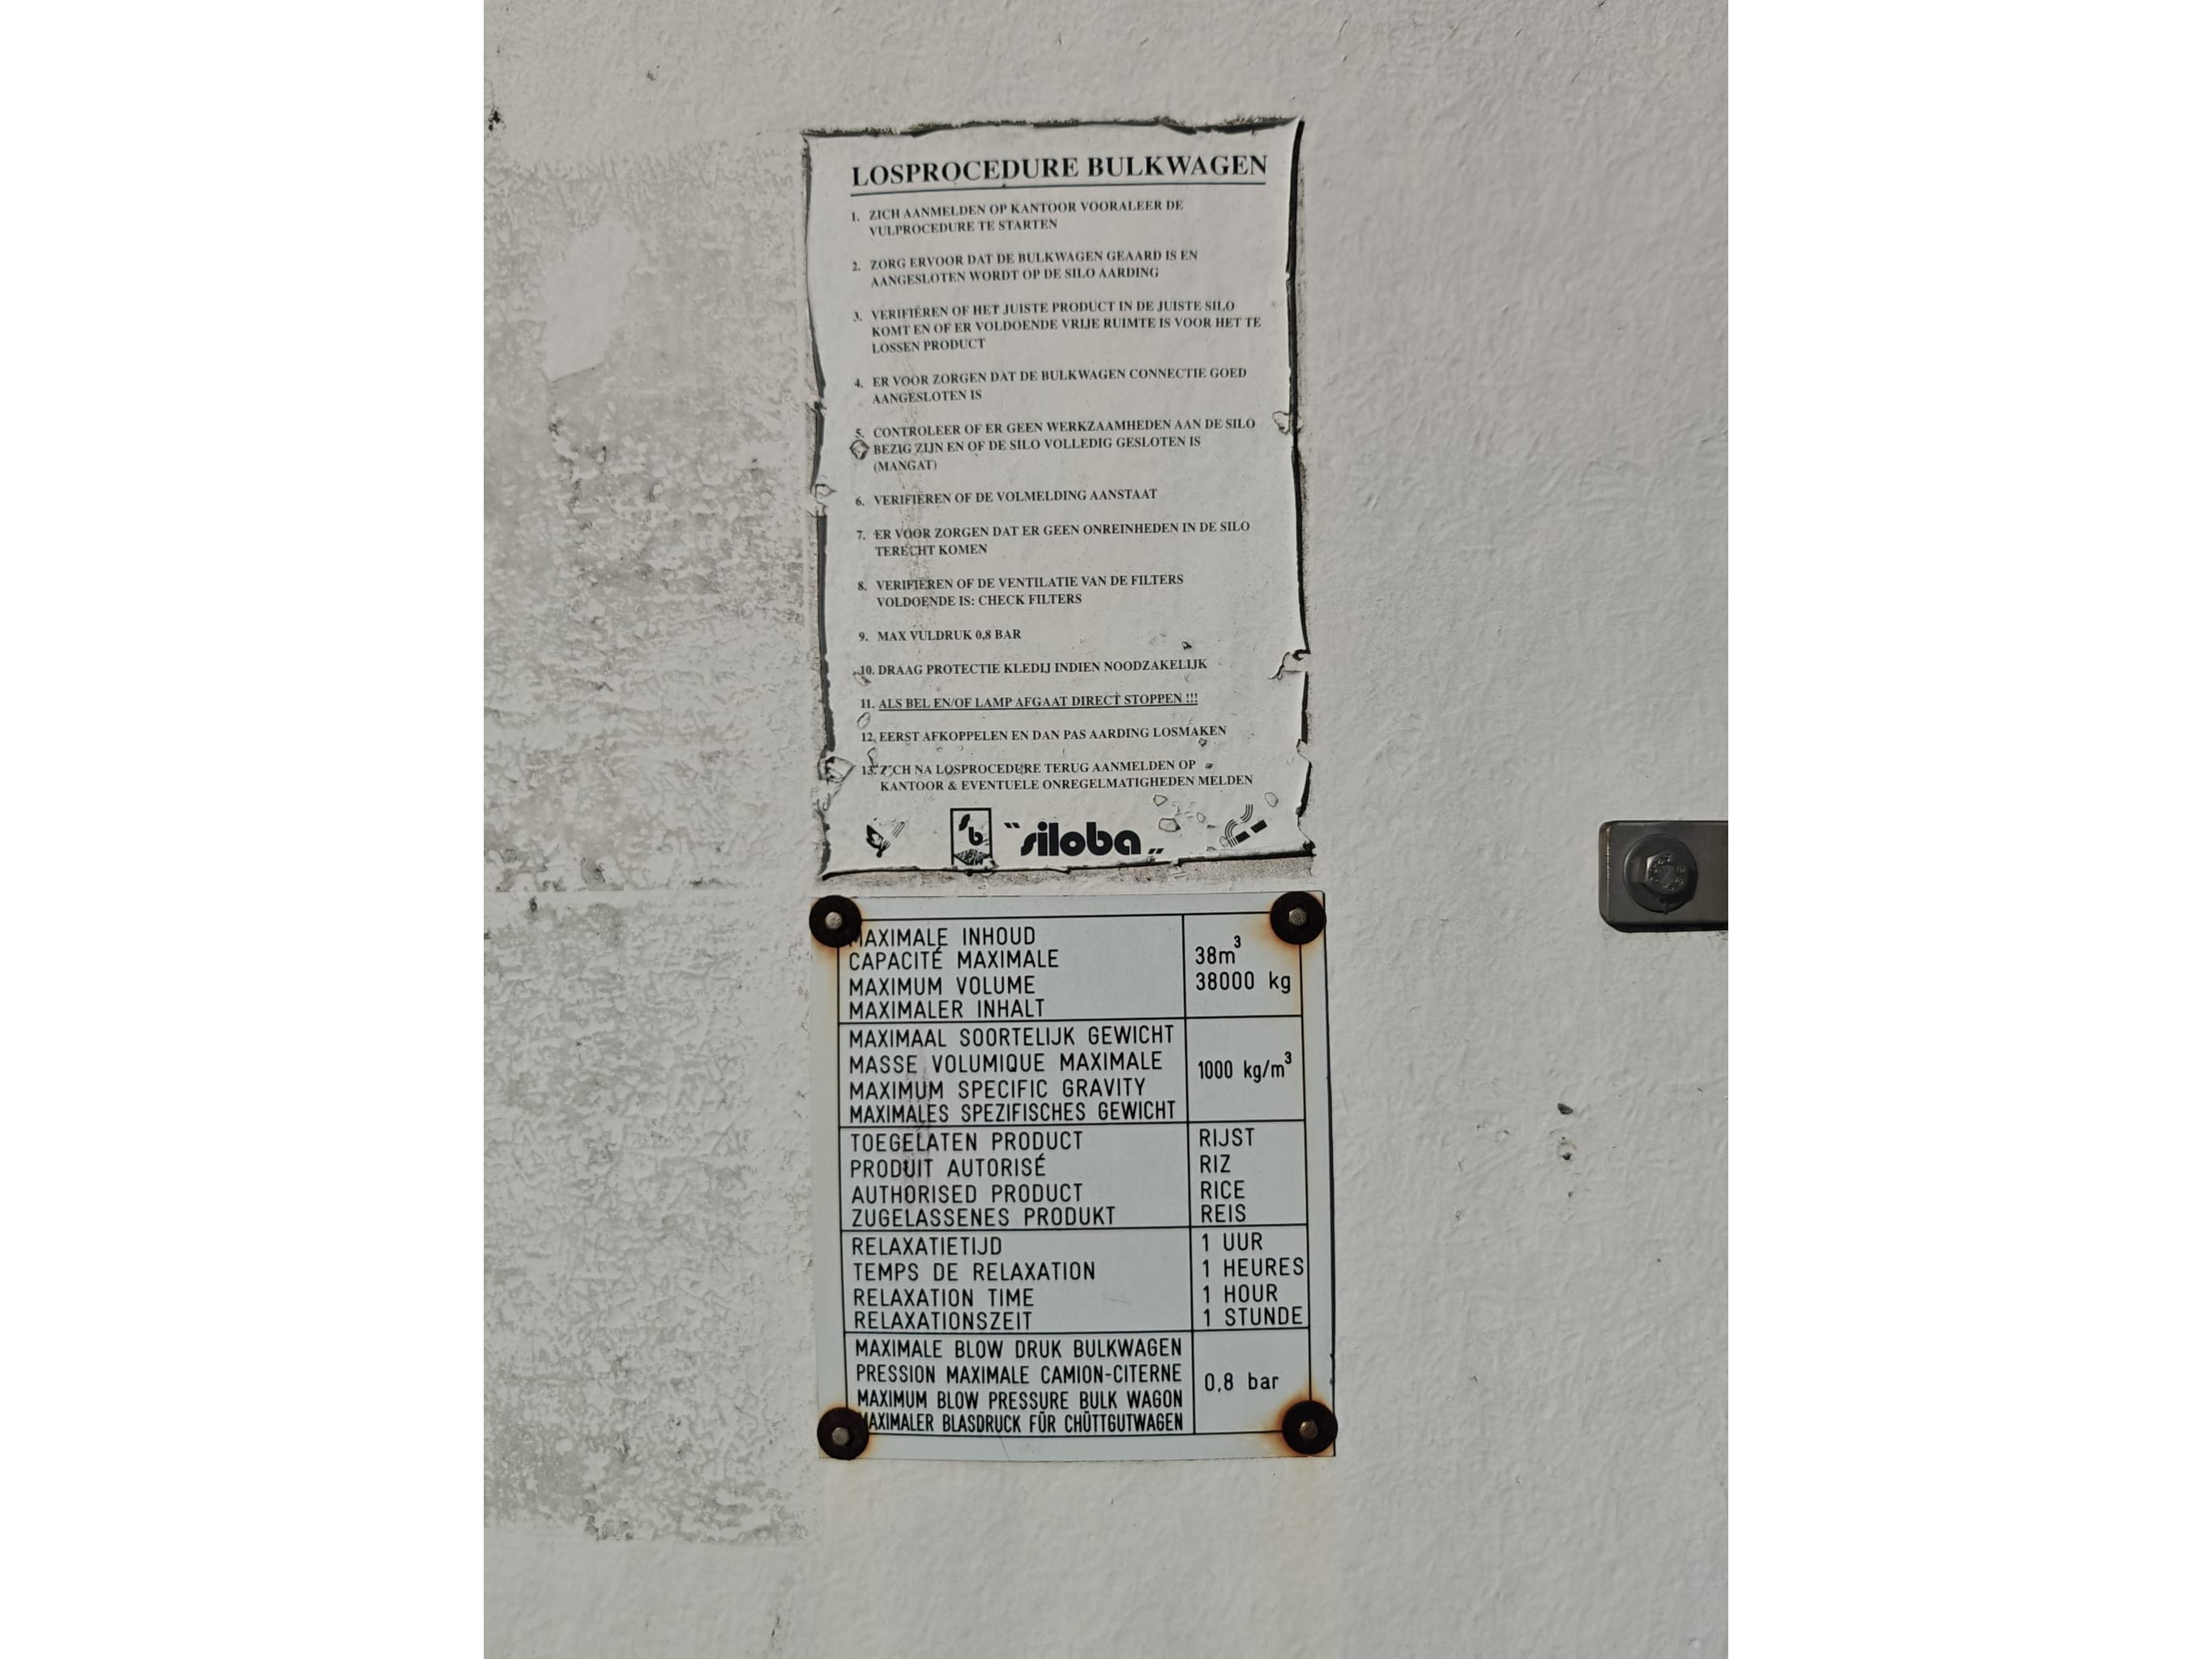 LOSPROCEDURE BULKWAGEN
1. ZICH AANMELDEN OP KANTOOR VOORALEER DE
VULPROCEDURE TE STARTEN
2. ZORG ERVOOR DAT DE BULKWAGEN GEAARD IS EN
AANGESLOTEN WORDT OP DE SILO AARDING
3. VERIFIËREN OF HET JUISTE PRODUCT IN DE JUISTE SILO
KOMT EN OF ER VOLDOENDE VRIJE RUIMTE IS VOOR HET TE
LOSSEN PRODUCT
4. ER VOOR ZORGEN DAT DE BULKWAGEN CONNECTIE GOED
AANGESLOTEN IS
5. CONTROLEER OF ER GEEN WERKZAAMHEDEN AAN DE SILO
BEZIG ZIJN EN OF DE SILO VOLLEDIG GESLOTEN IS
(MANGAT)
6. VERIFIËREN OF DE VOLMELDING AANSTAAT
7. ER VOOR ZORGEN DAT ER GEEN ONREINHEDEN IN DE SILO
TERECHT KOMEN
8. VERIFIËREN OF DE VENTILATIE VAN DE FILTERS
VOLDOENDE IS: CHECK FILTERS
9. MAX VULDRUK 0,8 BAR
10. DRAAG PROTECTIE KLEDIJ INDIEN NOODZAKELIJK
11. ALS BEL EN/OF LAMP AFGAAT DIRECT STOPPEN !!!
12. EERST AFKOPPELEN EN DAN PAS AARDING LOSMAKEN
13. ZICH NA LOSPROCEDURE TERUG AANMELDEN OP
KANTOOR & EVENTUELE ONREGELMATIGHEDEN MELDEN
sb "siloba"
MAXIMALE INHOUD
CAPACITÉ MAXIMALE
MAXIMUM VOLUME
MAXIMALER INHALT
38m³
38000 kg
MAXIMAAL SOORTELIJK GEWICHT
MASSE VOLUMIQUE MAXIMALE
MAXIMUM SPECIFIC GRAVITY
MAXIMALES SPEZIFISCHES GEWICHT
1000 kg/m³
TOEGELATEN PRODUCT RIJST
PRODUIT AUTORISÉ RIZ
AUTHORISED PRODUCT RICE
ZUGELASSENES PRODUKT REIS
RELAXATIETIJD 1 UUR
TEMPS DE RELAXATION 1 HEURES
RELAXATION TIME 1 HOUR
RELAXATIONSZEIT 1 STUNDE
MAXIMALE BLOW DRUK BULKWAGEN
PRESSION MAXIMALE CAMION-CITERNE
MAXIMUM BLOW PRESSURE BULK WAGON
MAXIMALER BLASDRUCK FÜR CHÜTTGUTWAGEN
0,8 bar